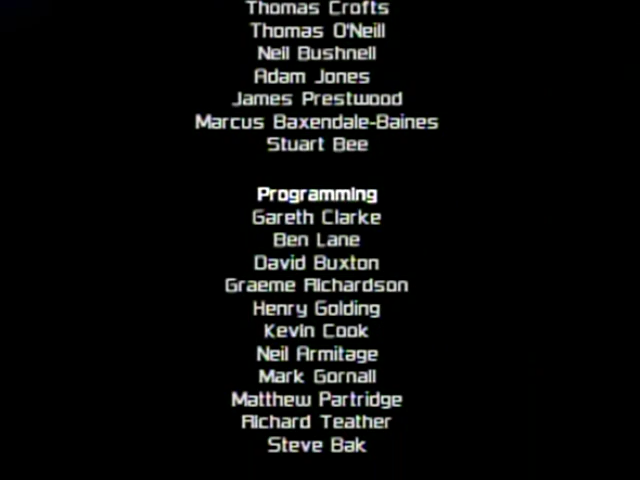 Thomas Crofts
Thomas O'Neill
Neil Bushnell
Adam Jones
James Prestwood
Marcus Baxendale-Baines
Stuart Bee
Programming
Gareth Clarke
Ben Lane
David Buxton
Graeme Richardson
Henry Golding
Kevin Cook
Neil Armitage
Mark Gornall
Matthew Partridge
Richard Teather
Steve Bak